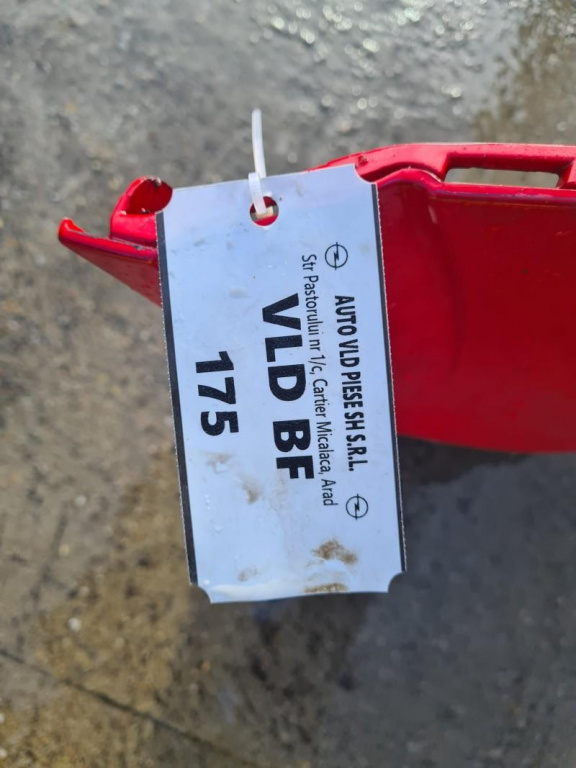 AUTO VLD PIESE SH S.R.L.
Str Pastorului nr 1/c, Cartier Micalaca, Arad
VLD BF
175